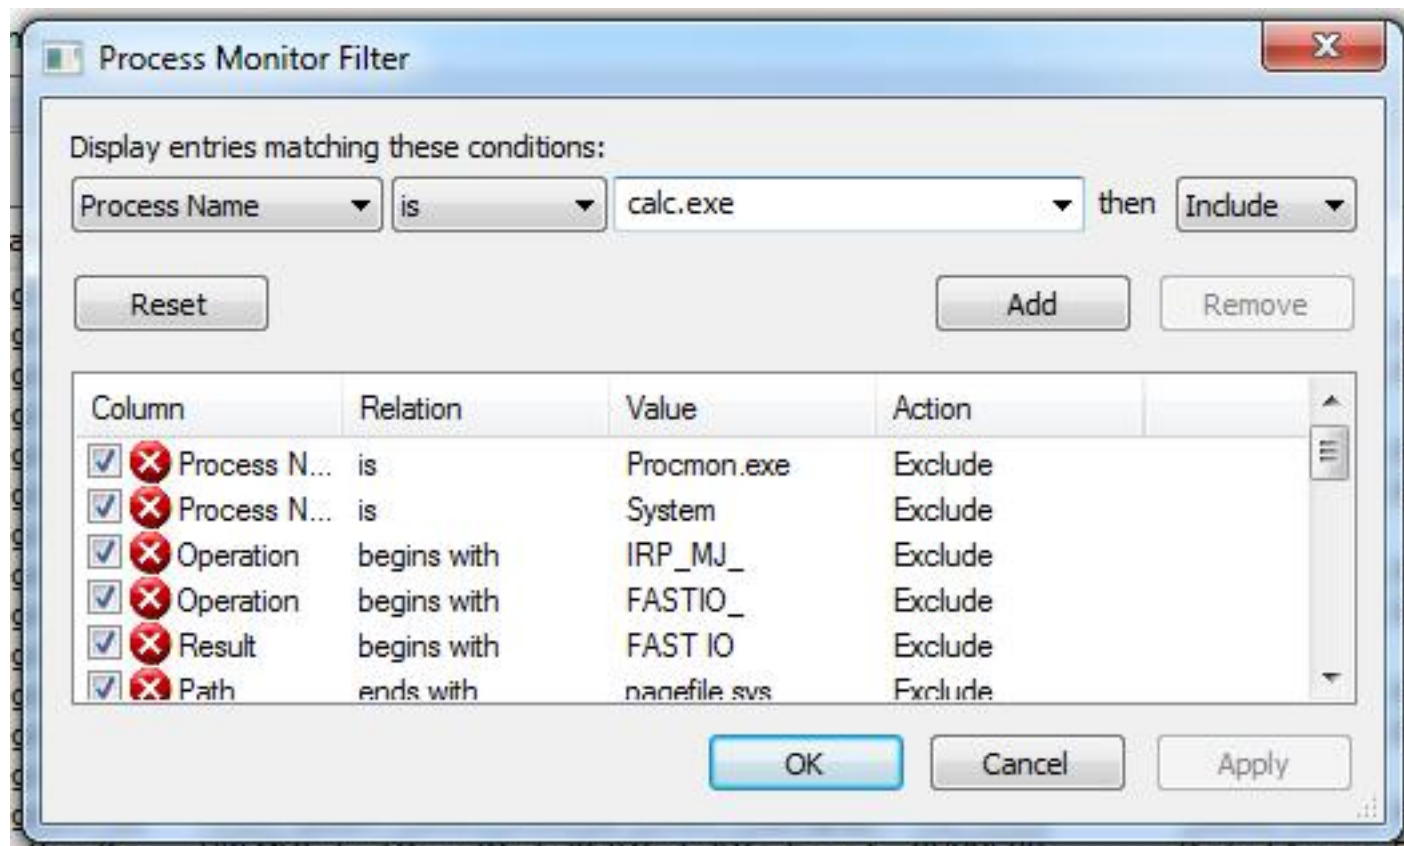 Process Monitor Filter
Display entries matching these conditions:
Process Name is calc.exe then Include
Reset Add Remove
Column Relation Value Action
Process N... is Procmon.exe Exclude
Process N... is System Exclude
Operation begins with IRP_MJ_ Exclude
Operation begins with FASTIO_ Exclude
Result begins with FAST IO Exclude
Path ends with pagefile.sys Exclude
OK Cancel Apply